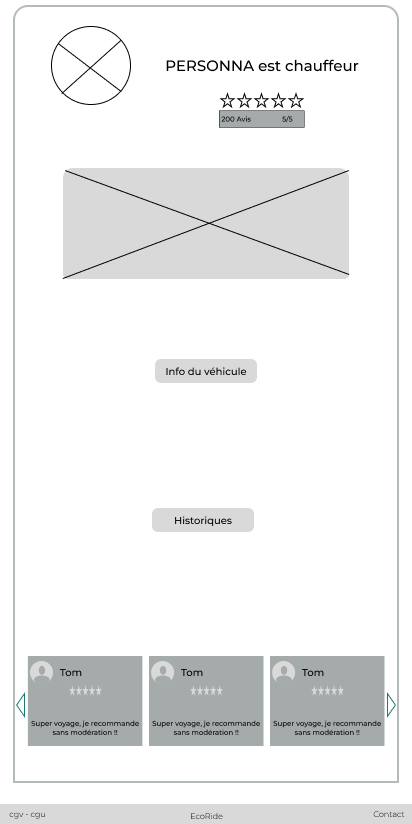 PERSONNA est chauffeur
200 Avis 5/5
Info du véhicule
Historiques
Tom
Super voyage, je recommande
sans modération !!
Tom
Super voyage, je recommande
sans modération !!
Tom
Super voyage, je recommande
sans modération !!
cgv - cgu
EcoRide
Contact